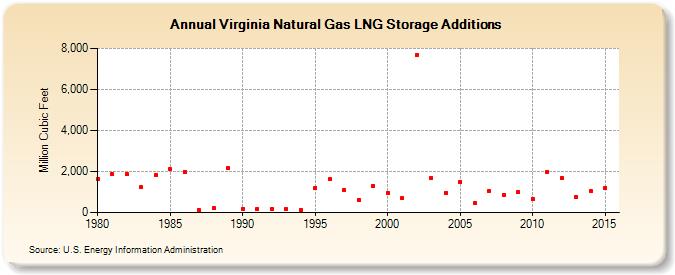 Annual Virginia Natural Gas LNG Storage Additions
Million Cubic Feet
8,000
6,000
4,000
2,000
0
1980 1985 1990 1995 2000 2005 2010 2015
Source: U.S. Energy Information Administration